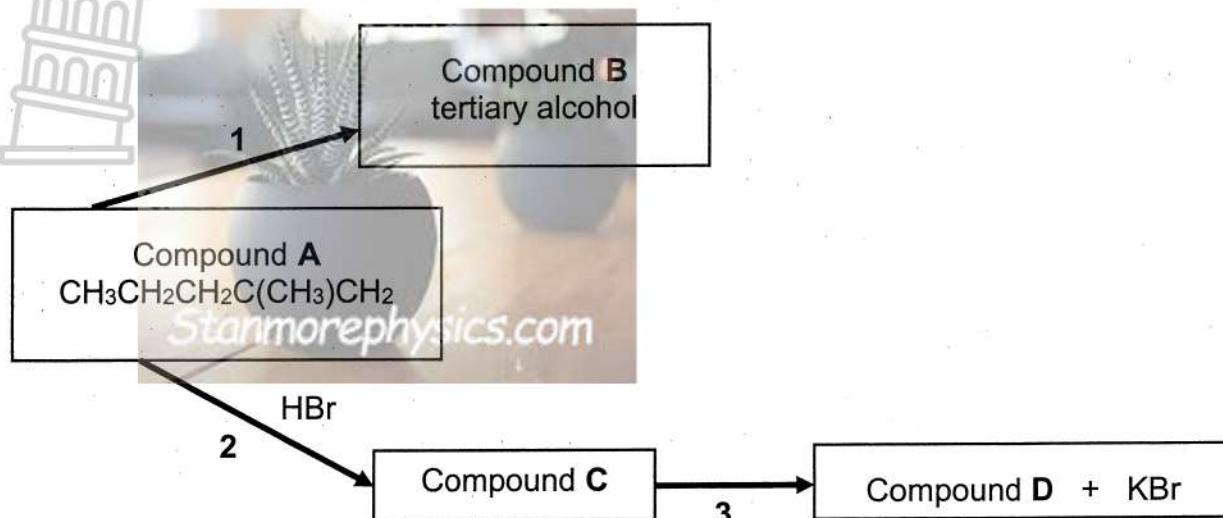 Compound B
tertiary alcohol
1
Compound A
CH₃CH₂CH₂C(CH₃)CH₂
Stanmorephysics.com
HBr
2
Compound C
3
Compound D + KBr